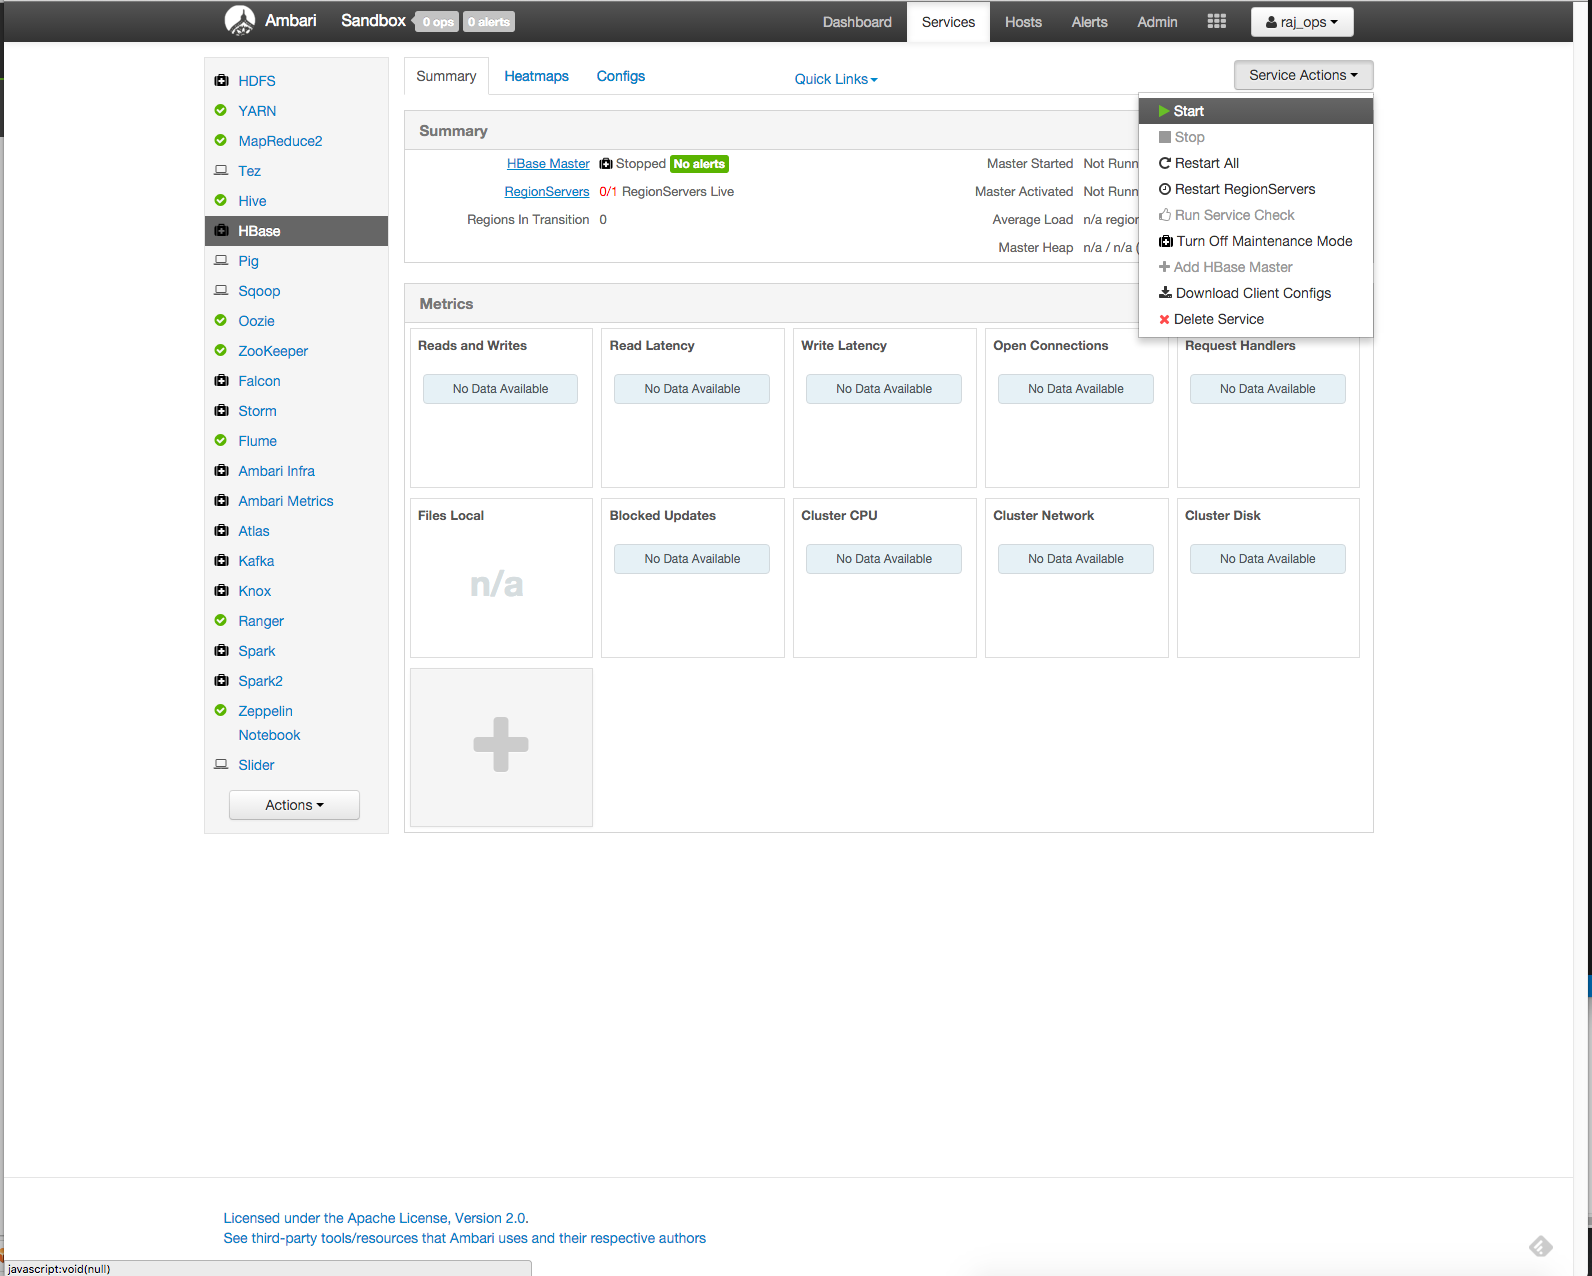 Ambari Sandbox 0 ops 0 alerts Dashboard Services Hosts Alerts Admin raj_ops
HDFS
YARN
MapReduce2
Tez
Hive
HBase
Pig
Sqoop
Oozie
ZooKeeper
Falcon
Storm
Flume
Ambari Infra
Ambari Metrics
Atlas
Kafka
Knox
Ranger
Spark
Spark2
Zeppelin
Notebook
Slider
Actions
Summary Heatmaps Configs Quick Links Service Actions
Start
Stop
Restart All
Restart RegionServers
Run Service Check
Turn Off Maintenance Mode
Add HBase Master
Download Client Configs
Delete Service
Summary
HBase Master Stopped No alerts Master Started Not Runn
RegionServers 0/1 RegionServers Live Master Activated Not Runn
Regions In Transition 0 Average Load n/a region
Master Heap n/a / n/a (
Metrics
Reads and Writes Read Latency Write Latency Open Connections Request Handlers
No Data Available No Data Available No Data Available No Data Available No Data Available
Files Local Blocked Updates Cluster CPU Cluster Network Cluster Disk
n/a No Data Available No Data Available No Data Available No Data Available
Licensed under the Apache License, Version 2.0.
See third-party tools/resources that Ambari uses and their respective authors
javascript:void(null)